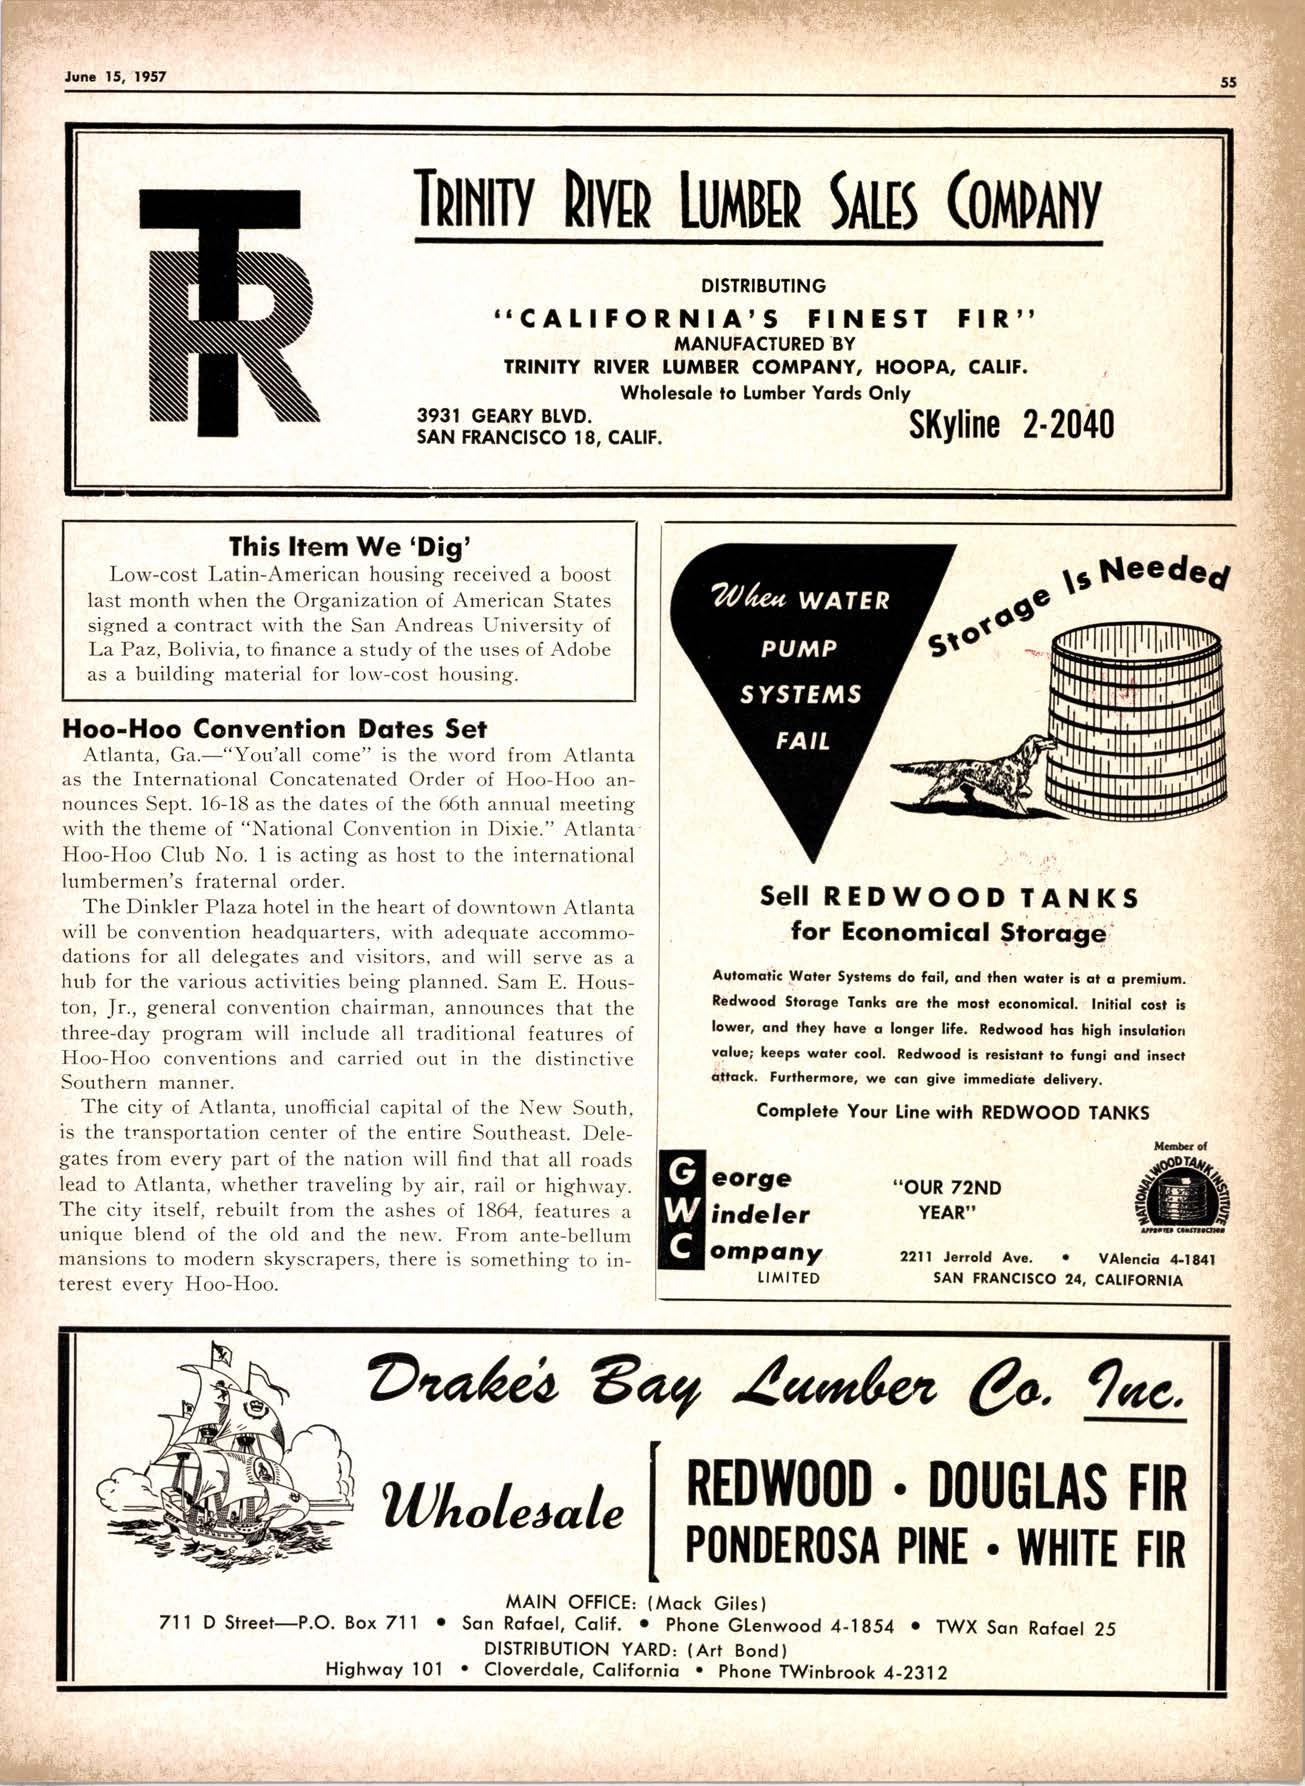 June 15, 1957
55
TR
TRINITY RIVER LUMBER SALES COMPANY
DISTRIBUTING
"CALIFORNIA'S FINEST FIR"
MANUFACTURED BY
TRINITY RIVER LUMBER COMPANY, HOOPA, CALIF.
Wholesale to Lumber Yards Only
3931 GEARY BLVD.
SAN FRANCISCO 18, CALIF.
SKyline 2-2040
This Item We 'Dig'
Low-cost Latin-American housing received a boost
last month when the Organization of American States
signed a contract with the San Andreas University of
La Paz, Bolivia, to finance a study of the uses of Adobe
as a building material for low-cost housing.
Hoo-Hoo Convention Dates Set
Atlanta, Ga.—"You'all come" is the word from Atlanta
as the International Concatenated Order of Hoo-Hoo an-
nounces Sept. 16-18 as the dates of the 66th annual meeting
with the theme of "National Convention in Dixie." Atlanta
Hoo-Hoo Club No. 1 is acting as host to the international
lumbermen's fraternal order.
The Dinkler Plaza hotel in the heart of downtown Atlanta
will be convention headquarters, with adequate accommo-
dations for all delegates and visitors, and will serve as a
hub for the various activities being planned. Sam E. Hous-
ton, Jr., general convention chairman, announces that the
three-day program will include all traditional features of
Hoo-Hoo conventions and carried out in the distinctive
Southern manner.
The city of Atlanta, unofficial capital of the New South,
is the transportation center of the entire Southeast. Dele-
gates from every part of the nation will find that all roads
lead to Atlanta, whether traveling by air, rail or highway.
The city itself, rebuilt from the ashes of 1864, features a
unique blend of the old and the new. From ante-bellum
mansions to modern skyscrapers, there is something to in-
terest every Hoo-Hoo.
When WATER
PUMP
SYSTEMS
FAIL
Storage Is Needed
Sell REDWOOD TANKS
for Economical Storage
Automatic Water Systems do fail, and then water is at a premium.
Redwood Storage Tanks are the most economical. Initial cost is
lower, and they have a longer life. Redwood has high insulation
value; keeps water cool. Redwood is resistant to fungi and insect
attack. Furthermore, we can give immediate delivery.
Complete Your Line with REDWOOD TANKS
George
Windeler
Company
LIMITED
"OUR 72ND
YEAR"
Member of
NATIONAL WOOD TANK INSTITUTE
APPROVED CONSTRUCTION
2211 Jerrold Ave. • VAlencia 4-1841
SAN FRANCISCO 24, CALIFORNIA
Drake's Bay Lumber Co. Inc.
Wholesale
REDWOOD • DOUGLAS FIR
PONDEROSA PINE • WHITE FIR
MAIN OFFICE: (Mack Giles)
711 D Street—P.O. Box 711 • San Rafael, Calif. • Phone GLenwood 4-1854 • TWX San Rafael 25
DISTRIBUTION YARD: (Art Bond)
Highway 101 • Cloverdale, California • Phone TWinbrook 4-2312